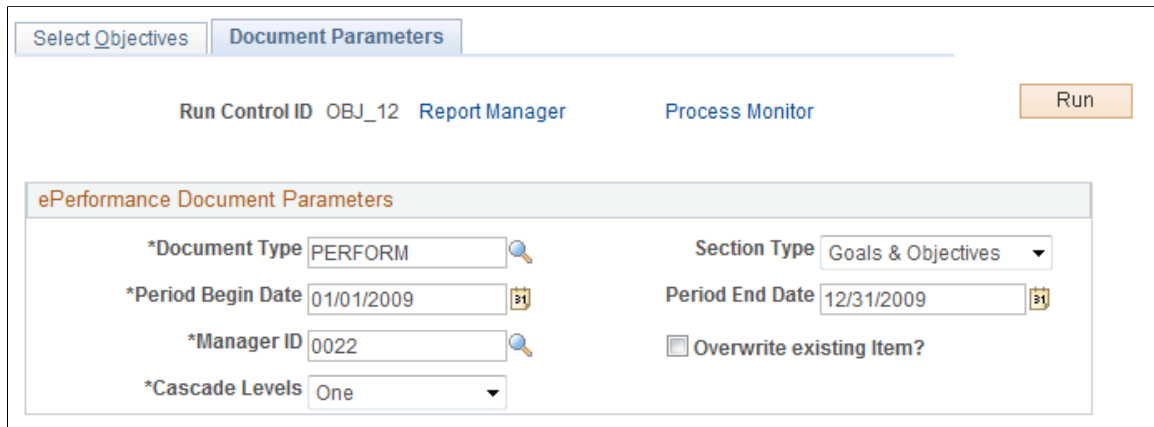 Select Objectives Document Parameters
Run Control ID OBJ_12 Report Manager Process Monitor Run
ePerformance Document Parameters
*Document Type PERFORM Section Type Goals & Objectives
*Period Begin Date 01/01/2009 31 Period End Date 12/31/2009 31
*Manager ID 0022 Overwrite existing Item?
*Cascade Levels One